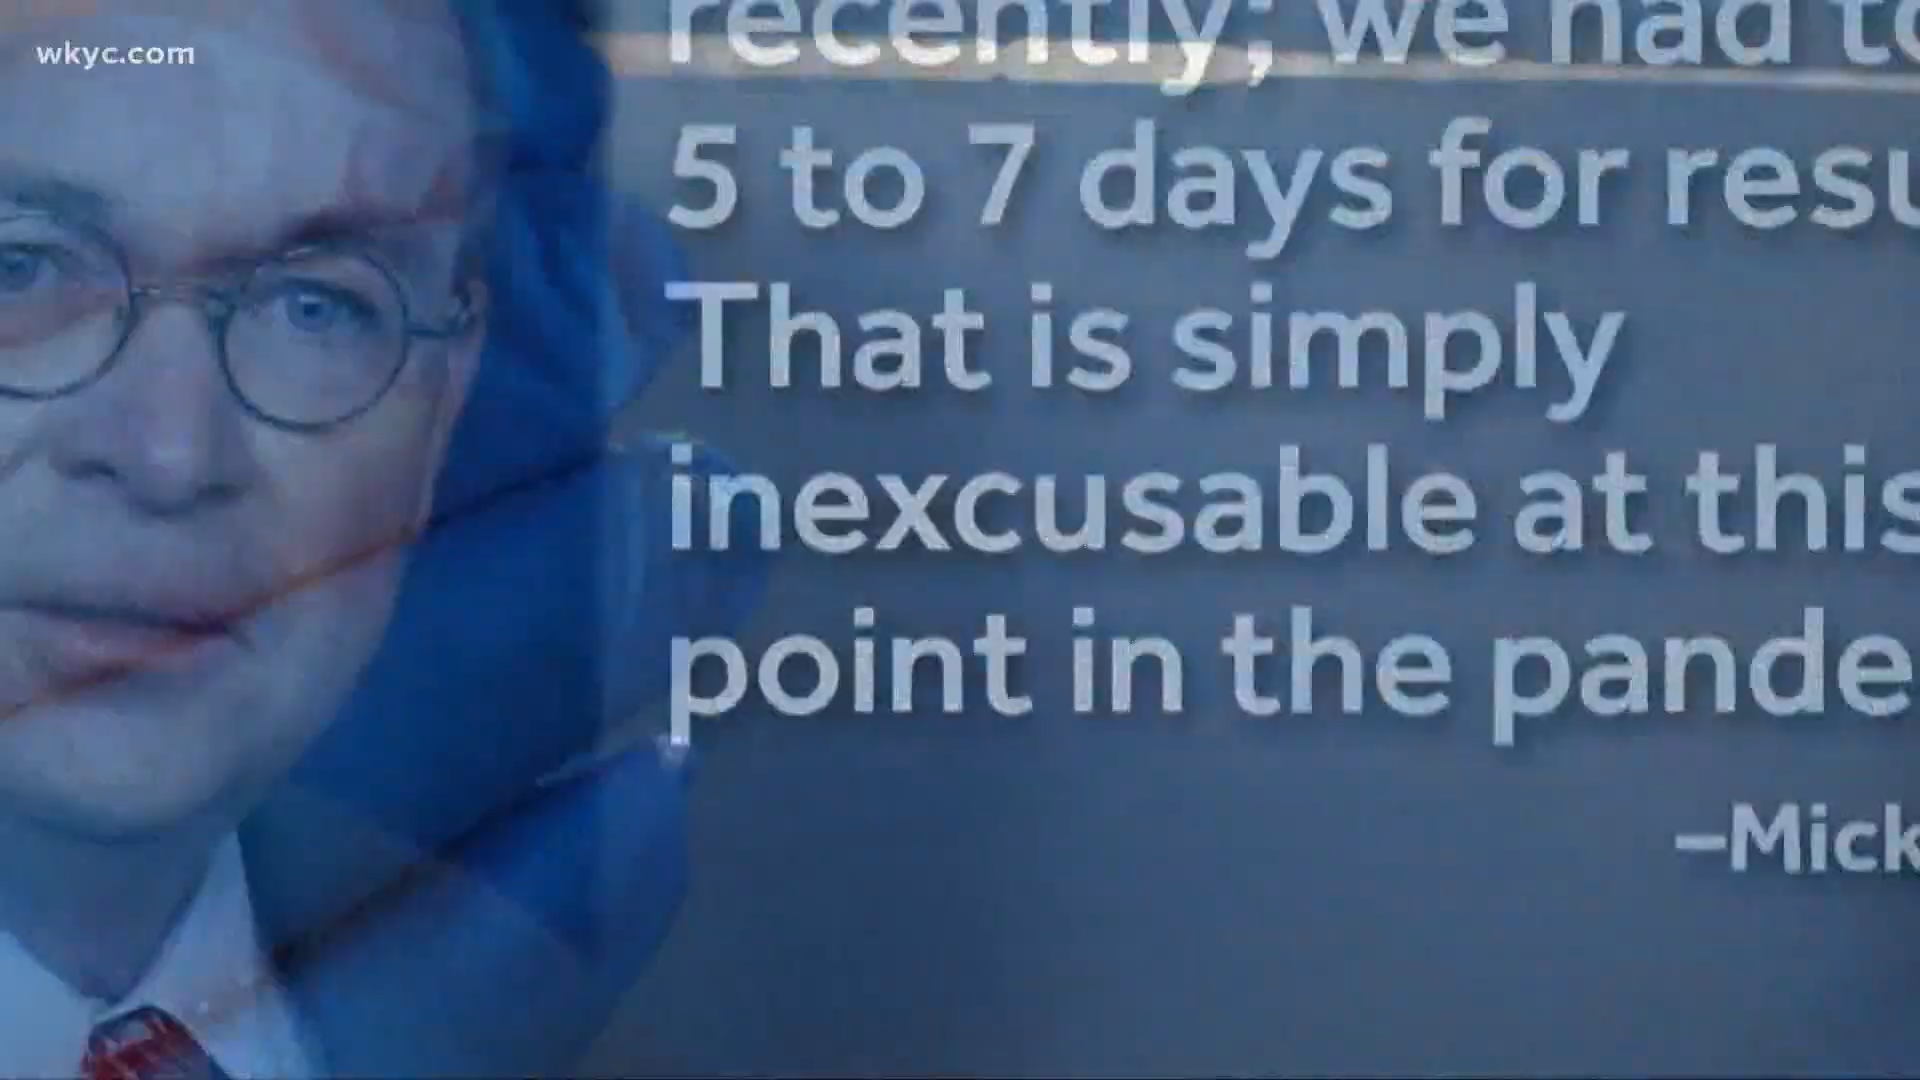 wkyc.com
recently; we had to
5 to 7 days for resu
That is simply
inexcusable at this
point in the pande
–Mick